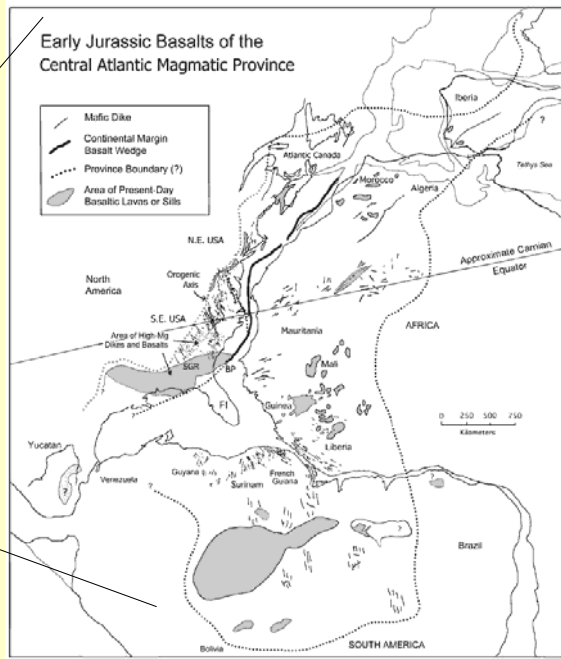 Early Jurassic Basalts of the
Central Atlantic Magmatic Province
Mafic Dike
Continental Margin
Basalt Wedge
Province Boundary (?)
Area of Present-Day
Basaltic Lavas or Sills
Iberia
?
Atlantic Canada
Tethys Sea
Morocco
Algeria
N.E. USA
Approximate Carnian
Equator
North
America
Orogenic
Axis
S.E. USA
AFRICA
Mauritania
Area of High-Mg
Dikes and Basalts
Mali
SGR
BP
Fl
Guinea
0 250 500 750
Kilometers
Liberia
Yucatan
?
Venezuela
?
Guyana
Surinam
French
Guiana
?
?
Brazil
Bolivia
SOUTH AMERICA